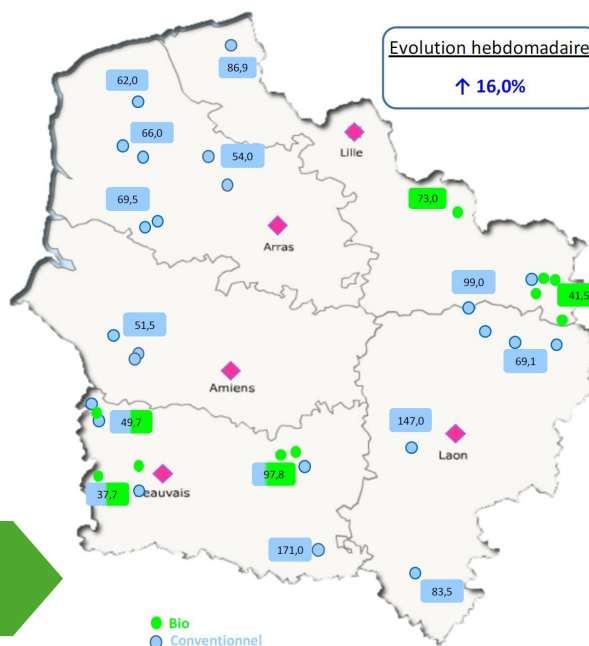 Evolution hebdomadaire
↑ 16,0%
86,9
62,0
66,0
54,0
Lille
69,5
73,0
Arras
99,0
41,5
51,5
69,1
Amiens
49,7
147,0
Laon
97,8
37,7
eauvais
171,0
83,5
Bio
Conventionnel